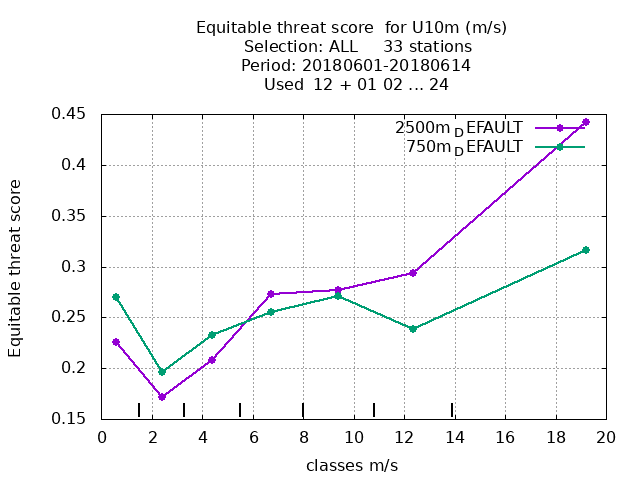 Equitable threat score  for U10m (m/s)
Selection: ALL     33 stations
Period: 20180601-20180614
Used  12 + 01 02 ... 24
2500m_DEFAULT
750m_DEFAULT
Equitable threat score
0.45
0.4
0.35
0.3
0.25
0.2
0.15
0 2 4 6 8 10 12 14 16 18 20
classes m/s